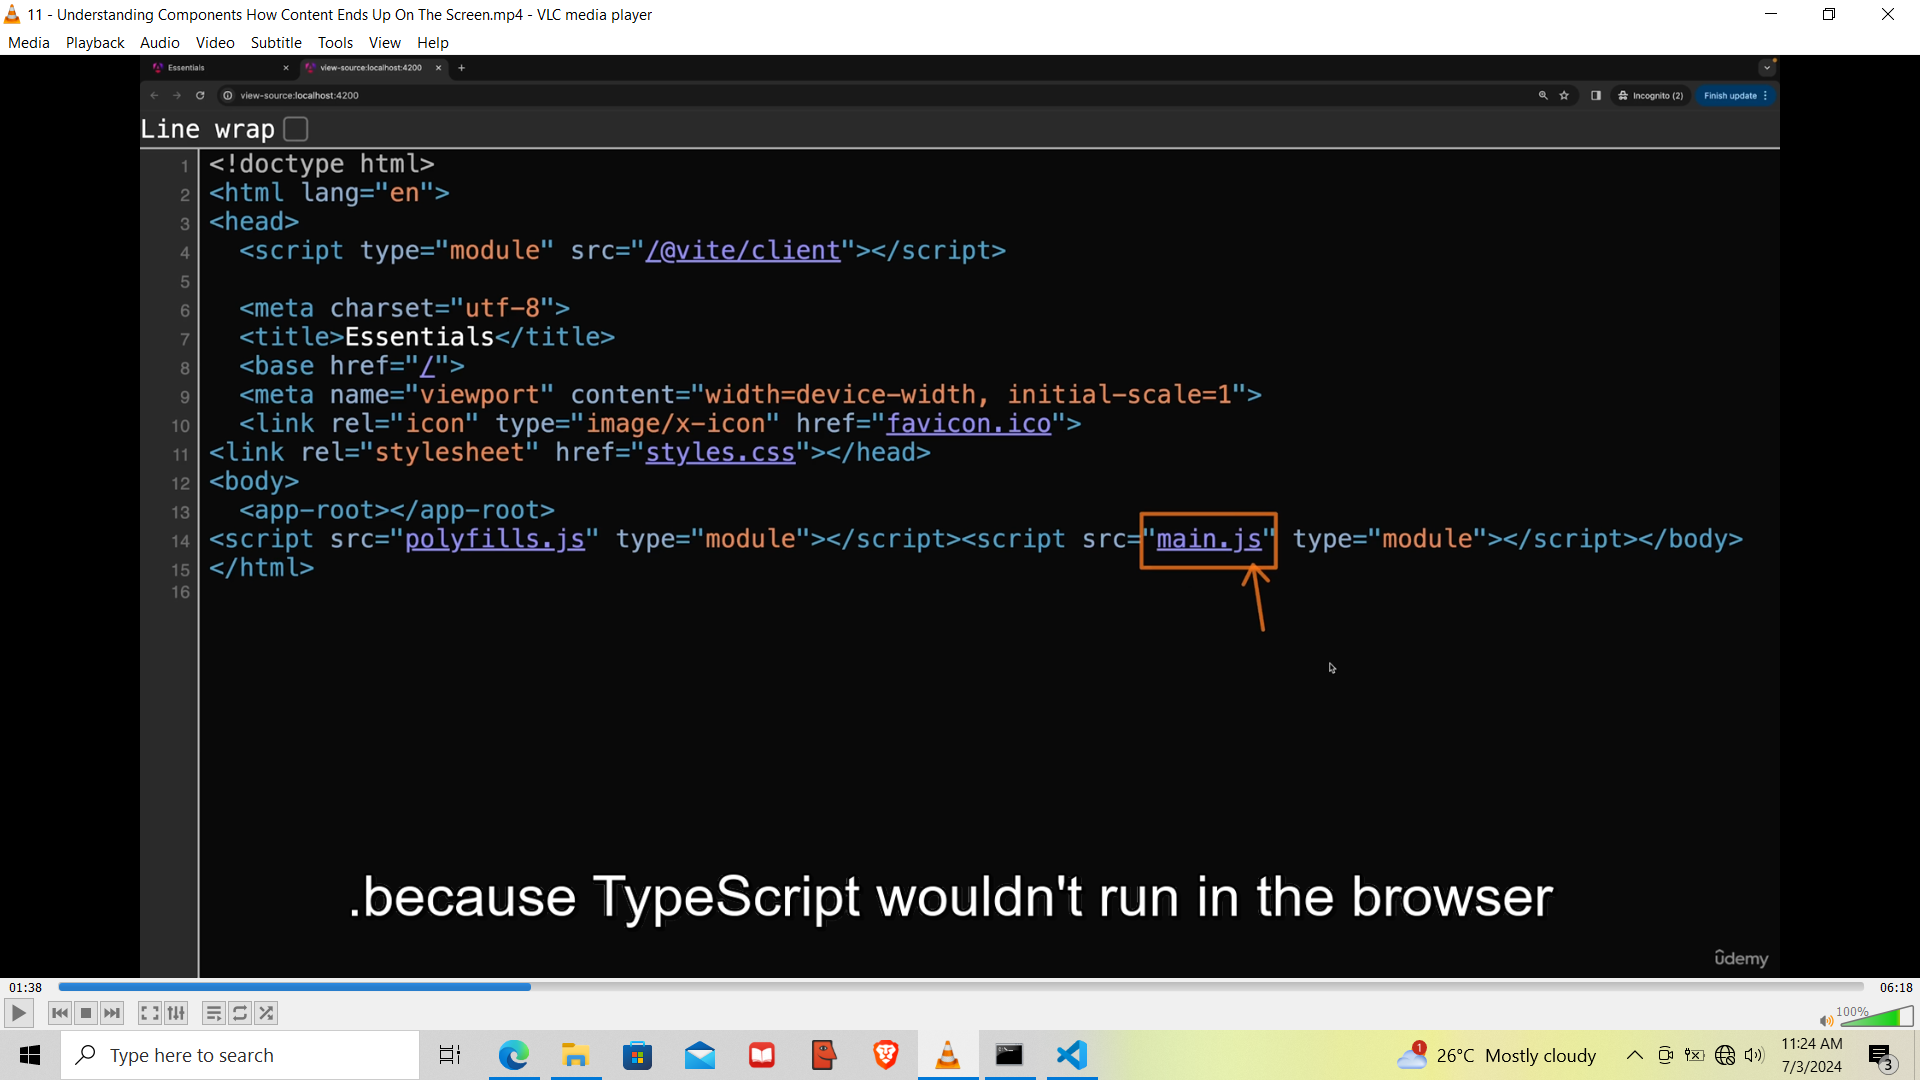 11 - Understanding Components How Content Ends Up On The Screen.mp4 - VLC media player
Media Playback Audio Video Subtitle Tools View Help
Essentials
view-source:localhost:4200
view-source:localhost:4200
Incognito (2)
Finish update
Line wrap
1 <!doctype html>
2 <html lang="en">
3 <head>
4 <script type="module" src="/@vite/client"></script>
5
6 <meta charset="utf-8">
7 <title>Essentials</title>
8 <base href="/">
9 <meta name="viewport" content="width=device-width, initial-scale=1">
10 <link rel="icon" type="image/x-icon" href="favicon.ico">
11 <link rel="stylesheet" href="styles.css"></head>
12 <body>
13 <app-root></app-root>
14 <script src="polyfills.js" type="module"></script><script src="main.js" type="module"></script></body>
15 </html>
16
.because TypeScript wouldn't run in the browser
ûdemy
01:38
06:18
100%
Type here to search
1
26°C Mostly cloudy
11:24 AM
7/3/2024
3